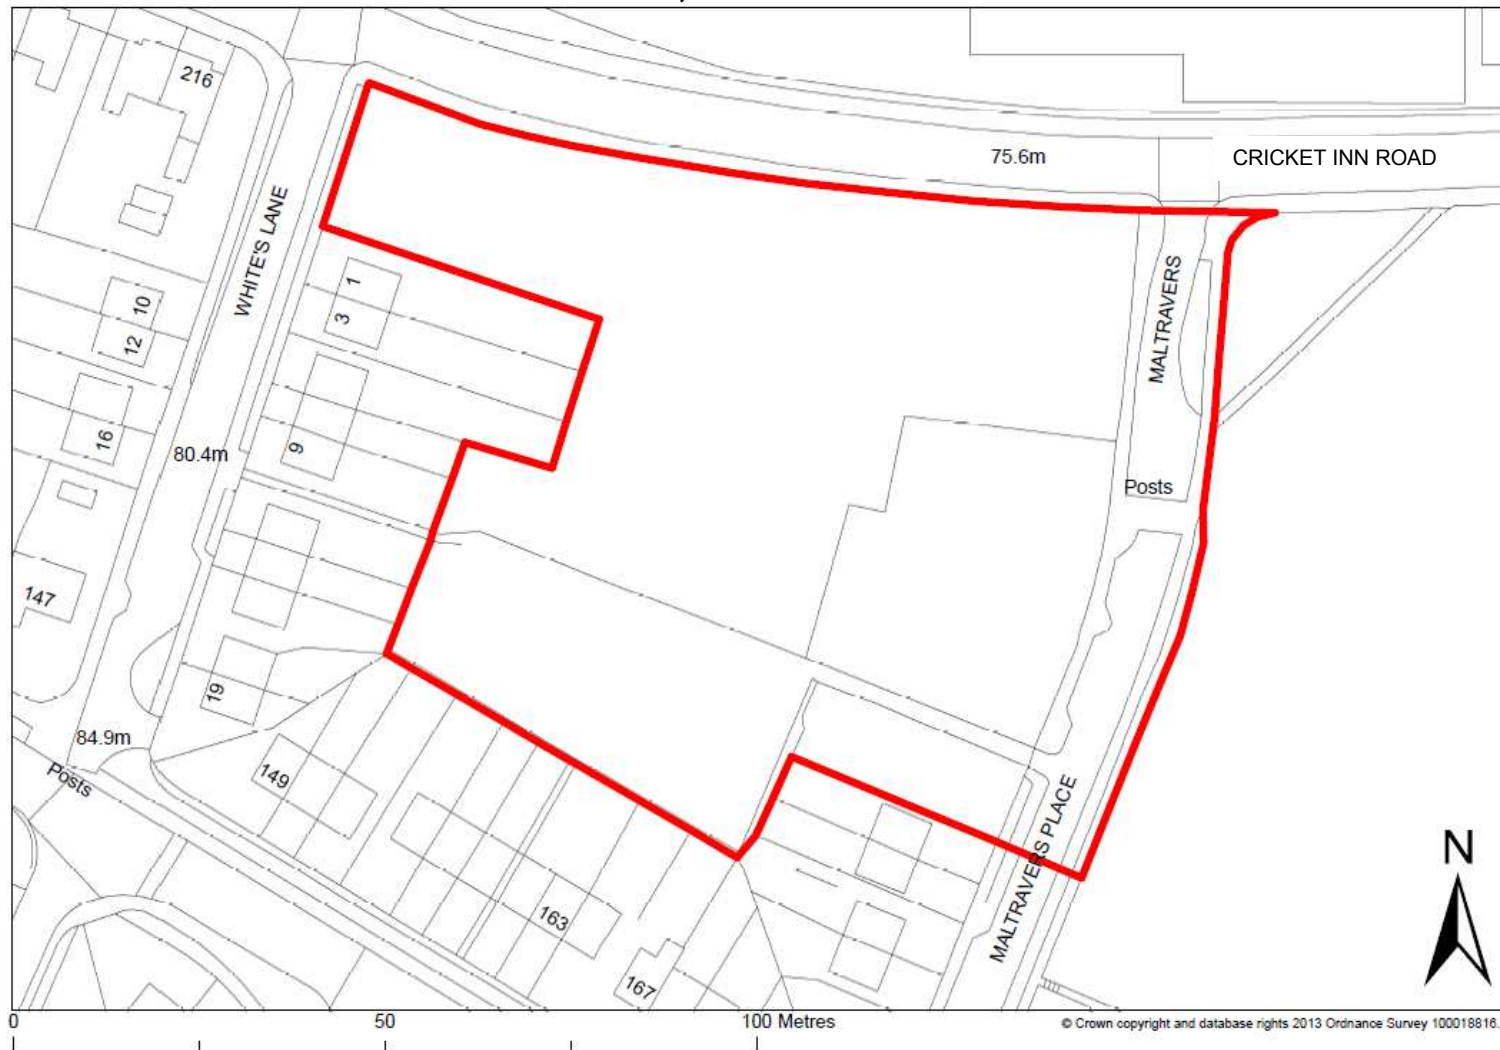 216
75.6m
CRICKET INN ROAD
WHITE'S LANE
MALTRAVERS
1
3
10
12
16
9
80.4m
Posts
147
19
84.9m
Posts
149
163
167
MALTRAVERS PLACE
N
0
50
100 Metres
© Crown copyright and database rights 2013 Ordnance Survey 100018816.